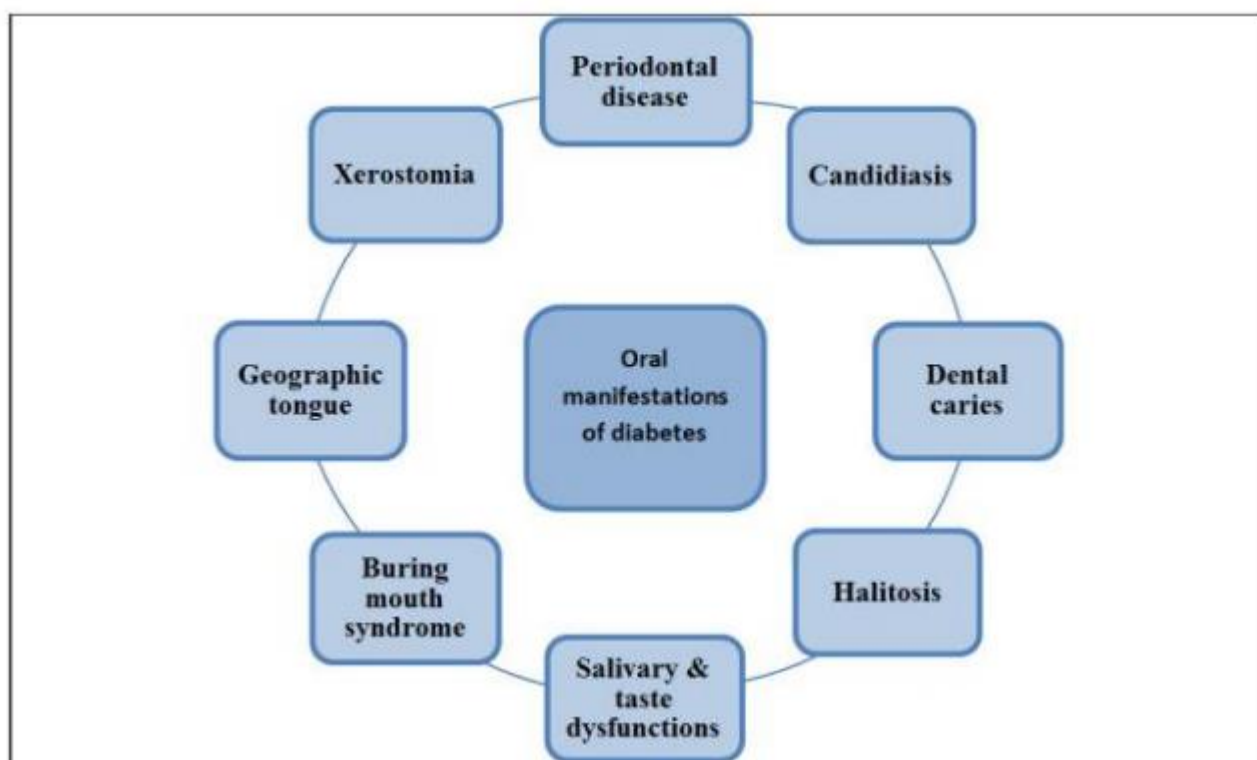 Periodontal
disease
Xerostomia
Candidiasis
Geographic
tongue
Oral
manifestations
of diabetes
Dental
caries
Buring
mouth
syndrome
Halitosis
Salivary &
taste
dysfunctions